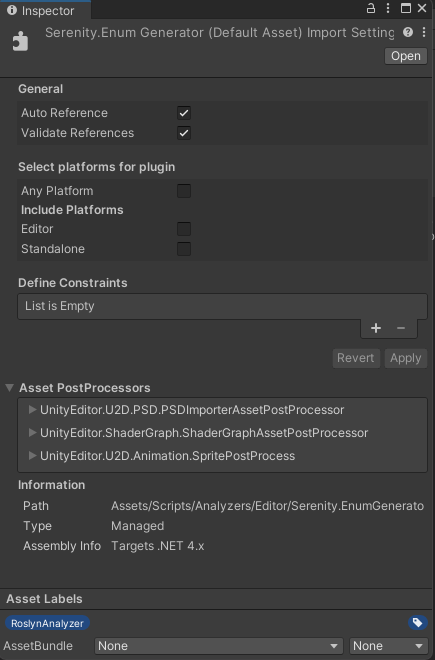 Inspector
Serenity.Enum Generator (Default Asset) Import Setting
Open
General
Auto Reference
Validate References
Select platforms for plugin
Any Platform
Include Platforms
Editor
Standalone
Define Constraints
List is Empty
+ −
Revert Apply
Asset PostProcessors
UnityEditor.U2D.PSD.PSDImporterAssetPostProcessor
UnityEditor.ShaderGraph.ShaderGraphAssetPostProcessor
UnityEditor.U2D.Animation.SpritePostProcess
Information
Path Assets/Scripts/Analyzers/Editor/Serenity.EnumGenerato
Type Managed
Assembly Info Targets .NET 4.x
Asset Labels
RoslynAnalyzer
AssetBundle None None